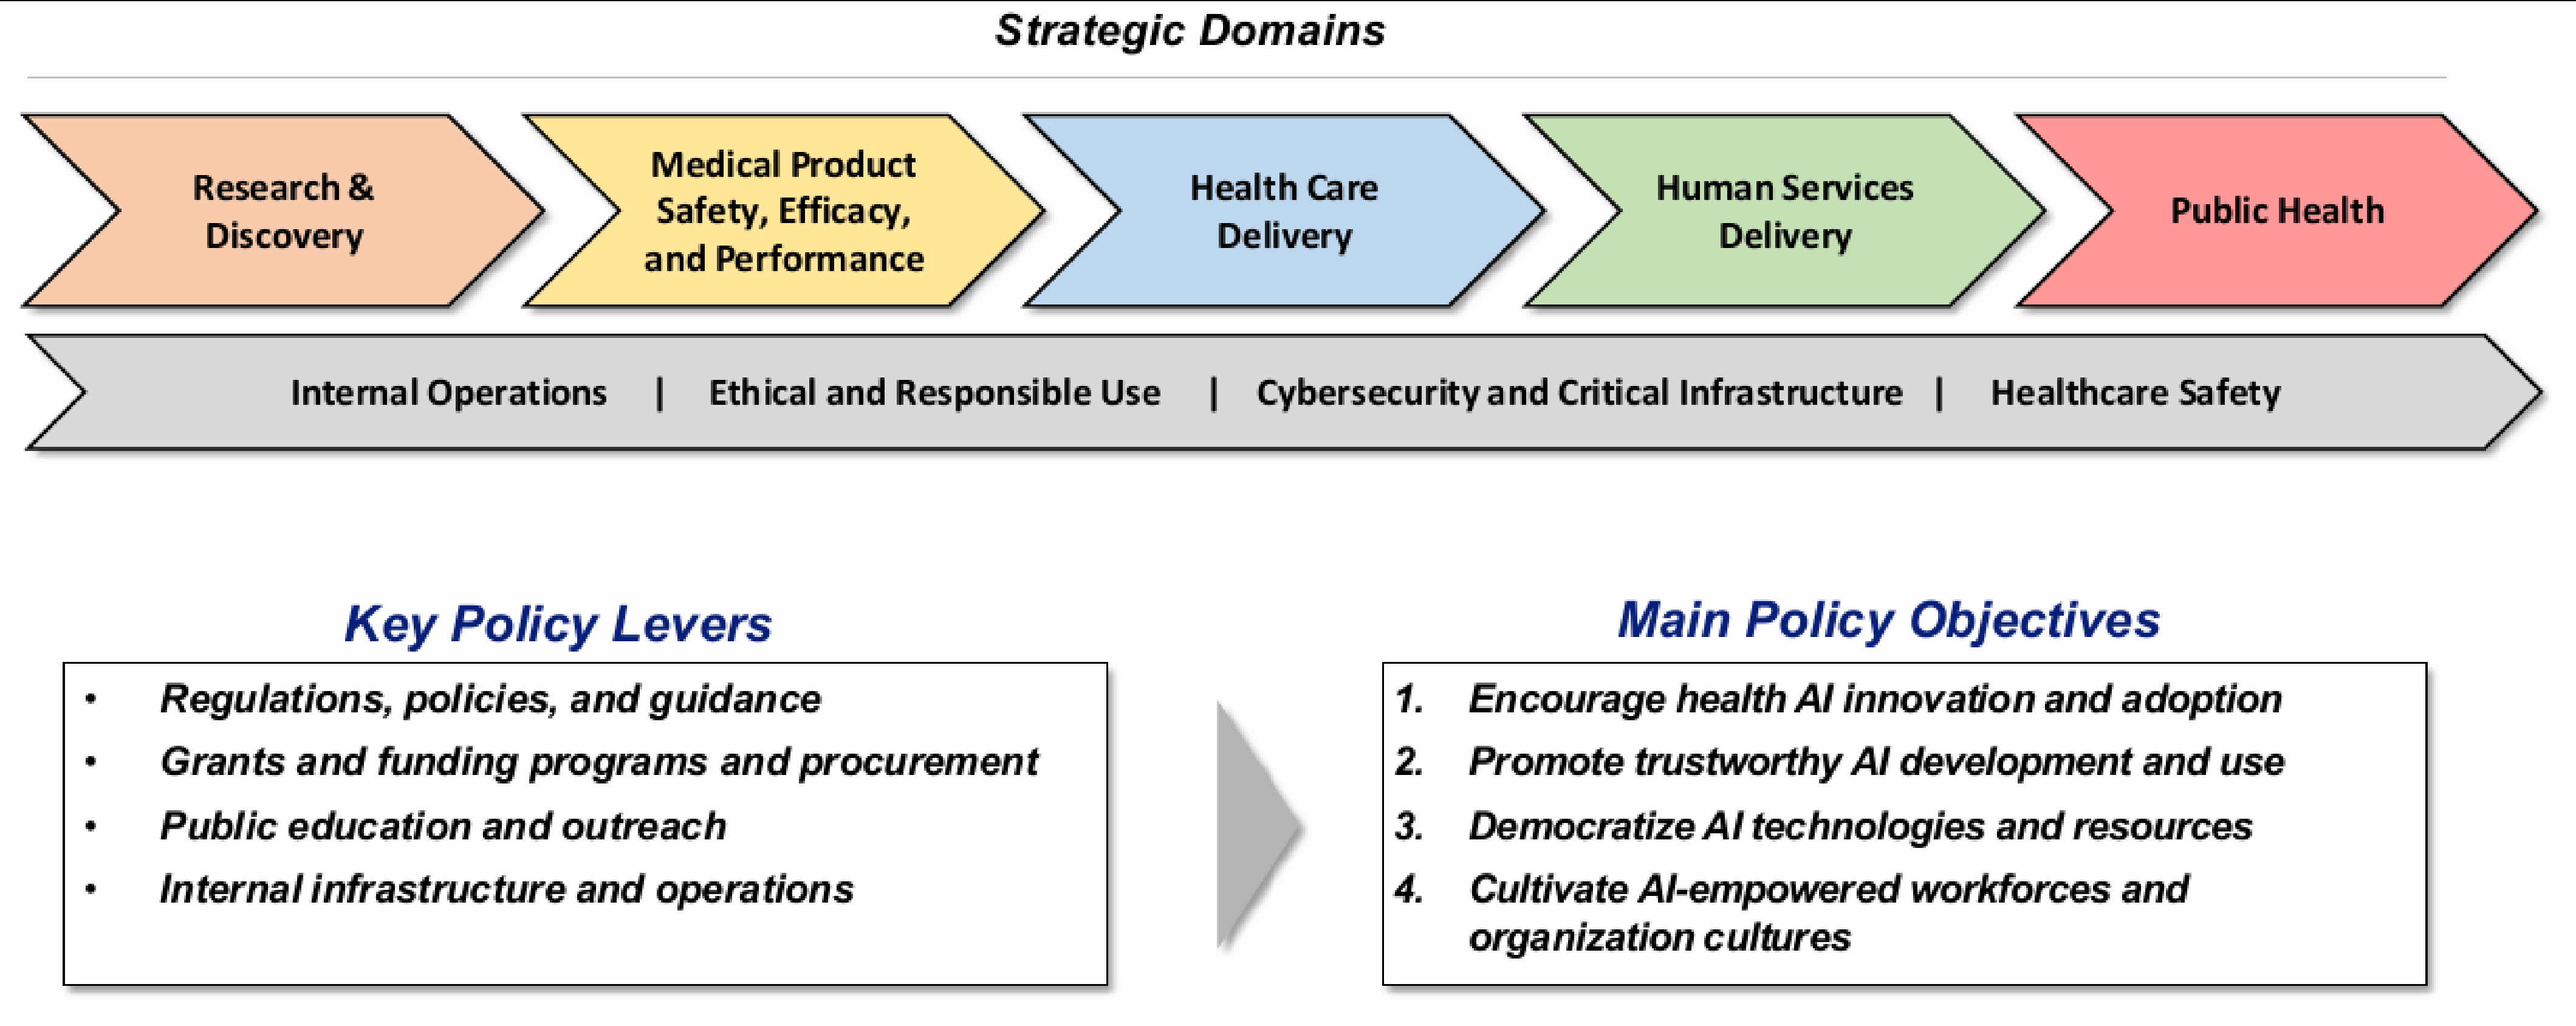 Strategic Domains
Research &
Discovery
Medical Product
Safety, Efficacy,
and Performance
Health Care
Delivery
Human Services
Delivery
Public Health
Internal Operations | Ethical and Responsible Use | Cybersecurity and Critical Infrastructure | Healthcare Safety
Key Policy Levers
• Regulations, policies, and guidance
• Grants and funding programs and procurement
• Public education and outreach
• Internal infrastructure and operations
Main Policy Objectives
1. Encourage health AI innovation and adoption
2. Promote trustworthy AI development and use
3. Democratize AI technologies and resources
4. Cultivate AI-empowered workforces and
organization cultures